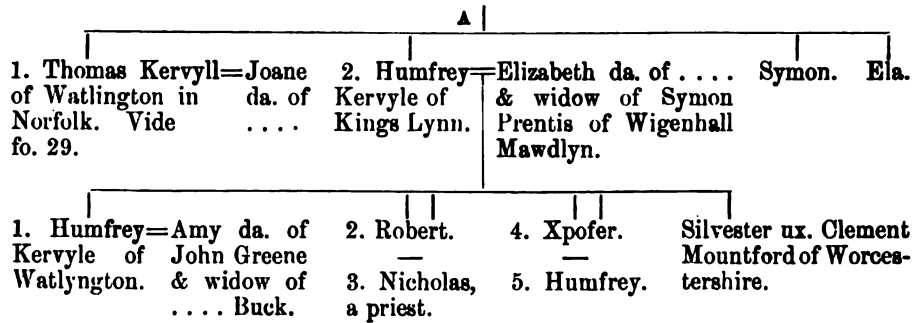 A
1. Thomas Kervyll=Joane
of Watlington in da. of
Norfolk. Vide ....
fo. 29.
2. Humfrey=Elizabeth da. of ....
Kervyle of & widow of Symon
Kings Lynn. Prentis of Wigenhall
Mawdlyn.
Symon.
Ela.
1. Humfrey=Amy da. of
Kervyle of John Greene
Watlyngton. & widow of
.... Buck.
2. Robert.
—
3. Nicholas,
a priest.
4. Xpofer.
—
5. Humfrey.
Silvester ux. Clement
Mountford of Worces-
tershire.